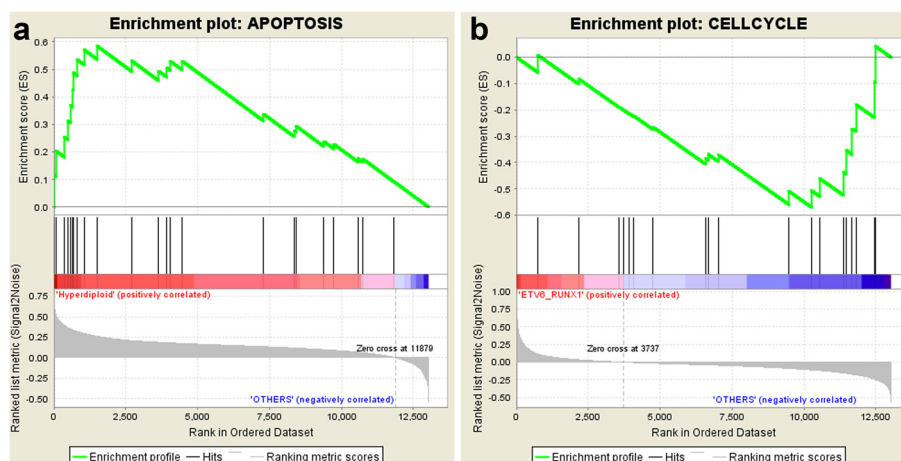 a
Enrichment plot: APOPTOSIS
Enrichment score (ES)
0.6
0.5
0.4
0.3
0.2
0.1
0.0
Ranked list metric (Signal2Noise)
'Hyperdiploid' (positively correlated)
0.75
0.50
0.25
0.00
-0.25
-0.50
Zero cross at 11879
'OTHERS' (negatively correlated)
0 2,500 5,000 7,500 10,000 12,500
Rank in Ordered Dataset
Enrichment profile Hits Ranking metric scores
b
Enrichment plot: CELLCYCLE
Enrichment score (ES)
0.0
-0.1
-0.2
-0.3
-0.4
-0.5
-0.6
Ranked list metric (Signal2Noise)
1.00
'ETV6_RUNX1' (positively correlated)
0.75
0.50
0.25
0.00
-0.25
-0.50
Zero cross at 3737
'OTHERS' (negatively correlated)
0 2,500 5,000 7,500 10,000 12,500
Rank in Ordered Dataset
Enrichment profile Hits Ranking metric scores